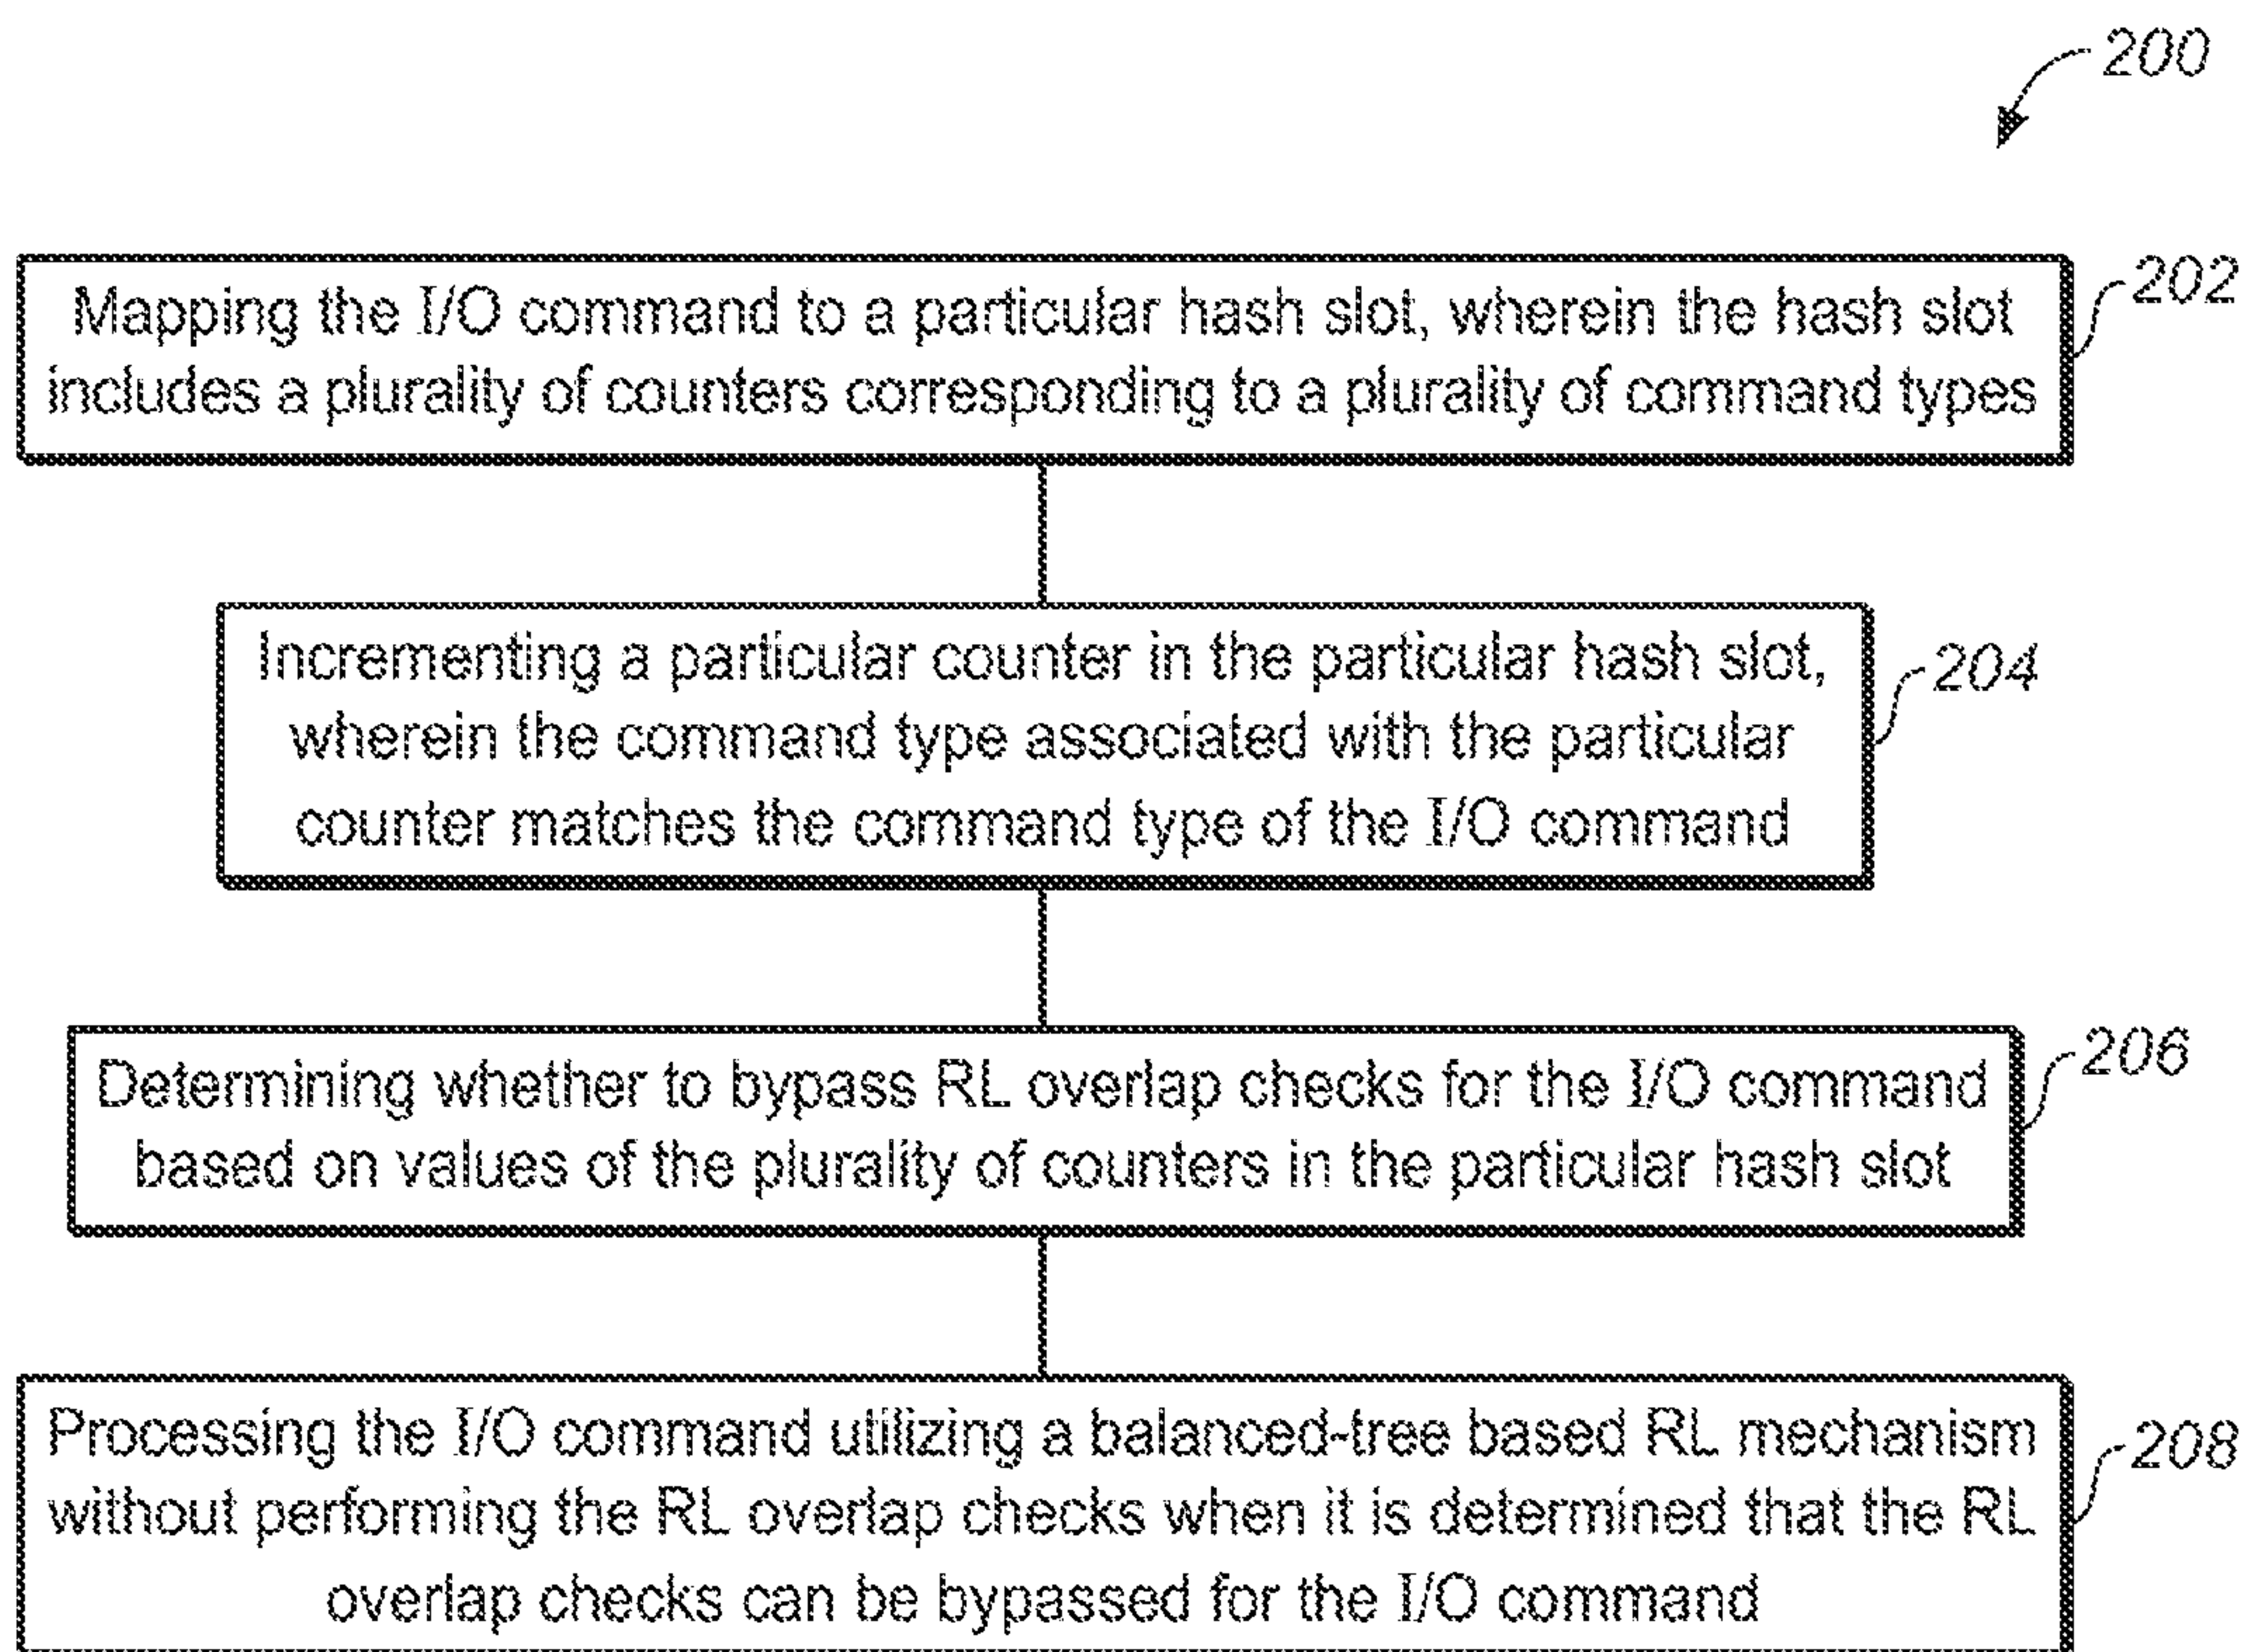 200
Mapping the I/O command to a particular hash slot, wherein the hash slot
includes a plurality of counters corresponding to a plurality of command types
202
Incrementing a particular counter in the particular hash slot,
wherein the command type associated with the particular
counter matches the command type of the I/O command
204
Determining whether to bypass RL overlap checks for the I/O command
based on values of the plurality of counters in the particular hash slot
206
Processing the I/O command utilizing a balanced-tree based RL mechanism
without performing the RL overlap checks when it is determined that the RL
overlap checks can be bypassed for the I/O command
208